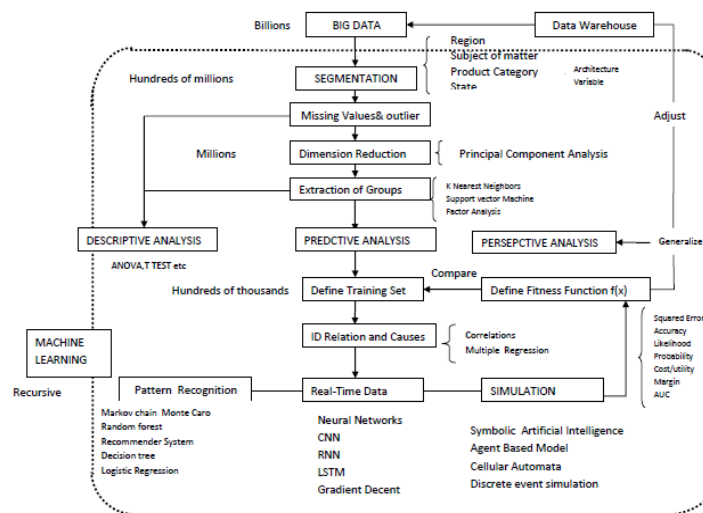 Billions
BIG DATA
Data Warehouse
Region
Subject of matter
Product Category
State
Architecture
Variable
Hundreds of millions
SEGMENTATION
Missing Values& outlier
Adjust
Millions
Dimension Reduction
Principal Component Analysis
Extraction of Groups
K Nearest Neighbors
Support vector Machine
Factor Analysis
DESCRIPTIVE ANALYSIS
PREDCTIVE ANALYSIS
PERSEPCTIVE ANALYSIS
Generalize
ANOVA,T TEST etc
Compare
Hundreds of thousands
Define Training Set
Define Fitness Function f(x)
MACHINE
LEARNING
ID Relation and Causes
Correlations
Multiple Regression
Squared Error
Accuracy
Likelihood
Probability
Cost/utility
Margin
AUC
Recursive
Pattern Recognition
Real-Time Data
SIMULATION
Markov chain Monte Caro
Random forest
Recommender System
Decision tree
Logistic Regression
Neural Networks
CNN
RNN
LSTM
Gradient Decent
Symbolic Artificial Intelligence
Agent Based Model
Cellular Automata
Discrete event simulation